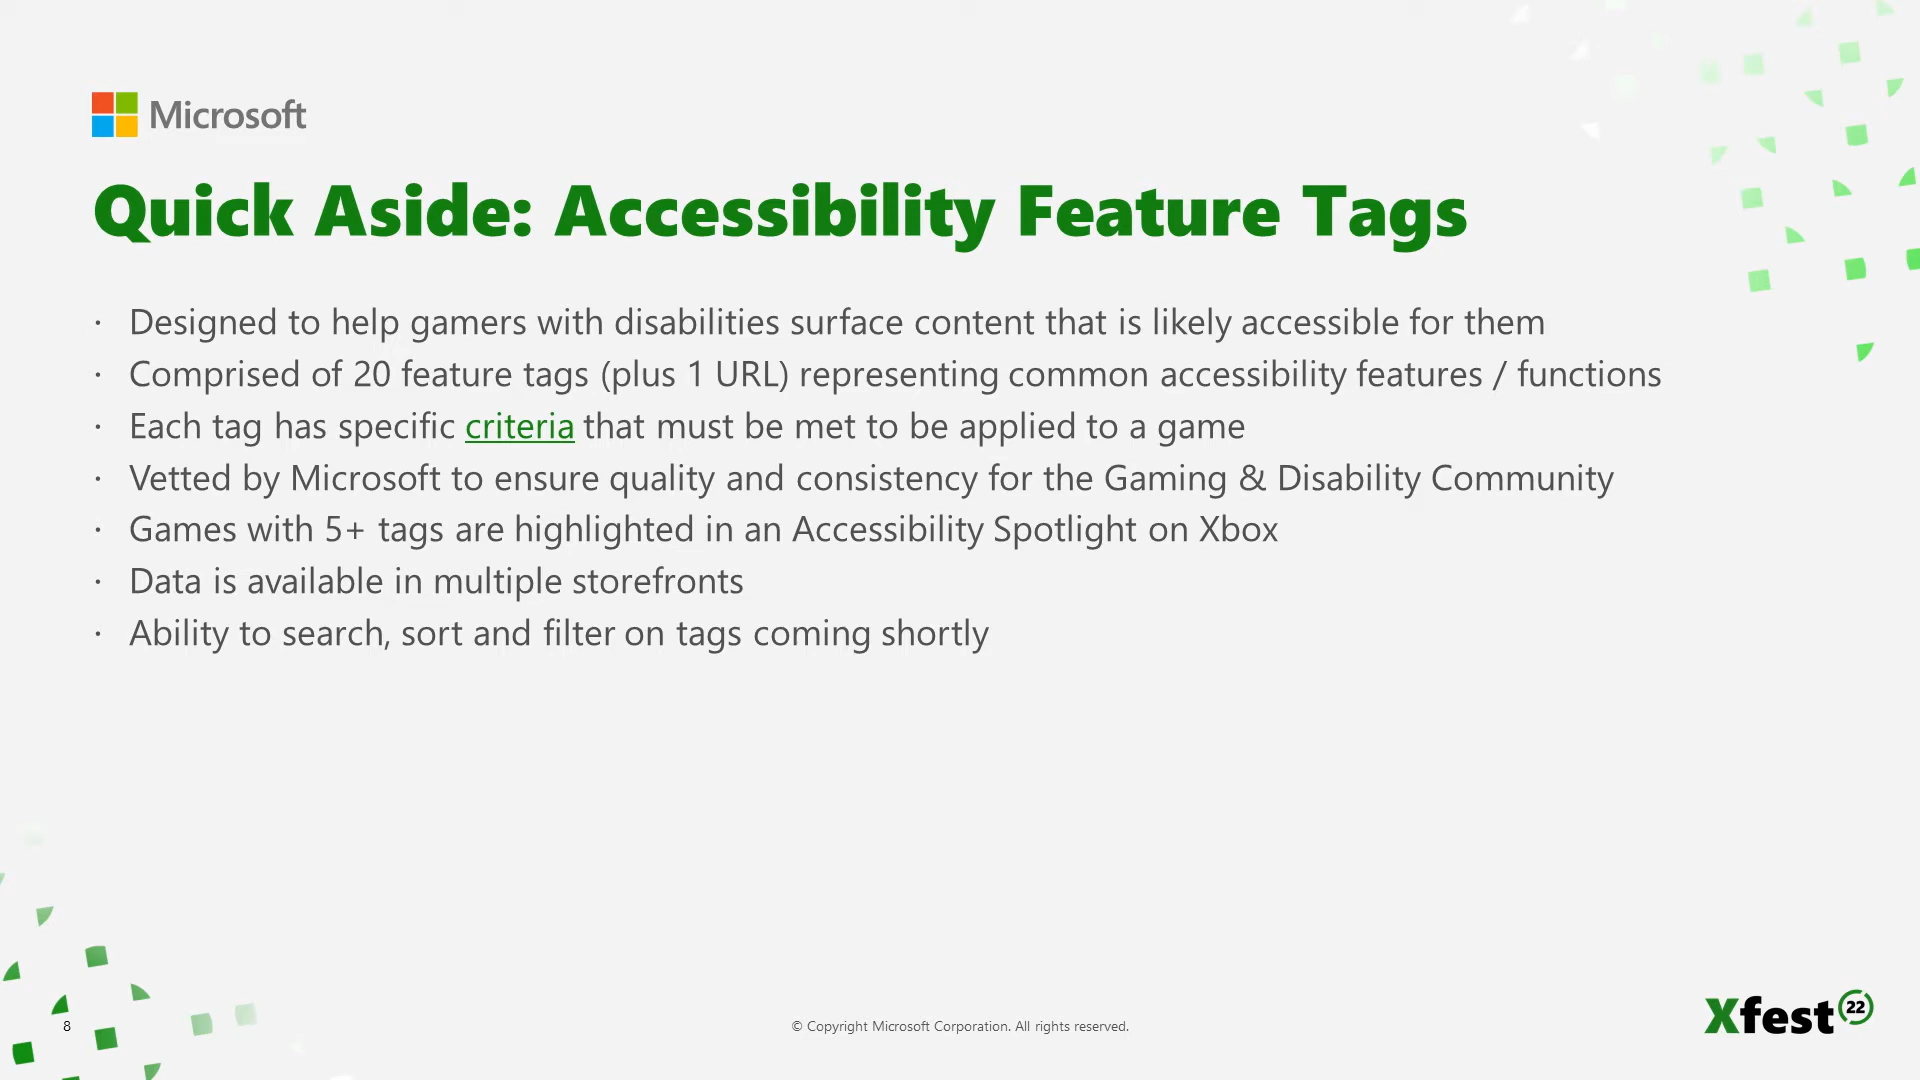 Microsoft
Quick Aside: Accessibility Feature Tags
· Designed to help gamers with disabilities surface content that is likely accessible for them
· Comprised of 20 feature tags (plus 1 URL) representing common accessibility features / functions
· Each tag has specific criteria that must be met to be applied to a game
· Vetted by Microsoft to ensure quality and consistency for the Gaming & Disability Community
· Games with 5+ tags are highlighted in an Accessibility Spotlight on Xbox
· Data is available in multiple storefronts
· Ability to search, sort and filter on tags coming shortly
8
© Copyright Microsoft Corporation. All rights reserved.
Xfest 22